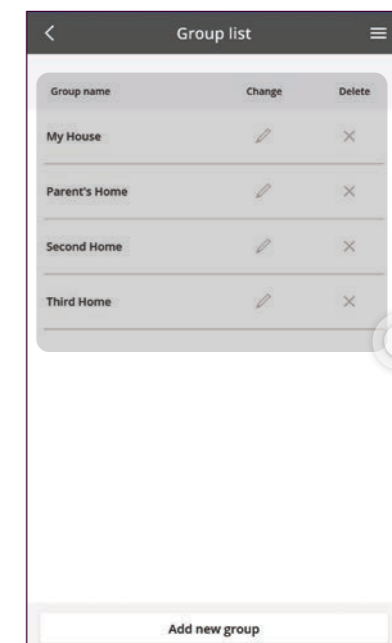 Group list
Group name Change Delete
My House
Parent's Home
Second Home
Third Home
Add new group